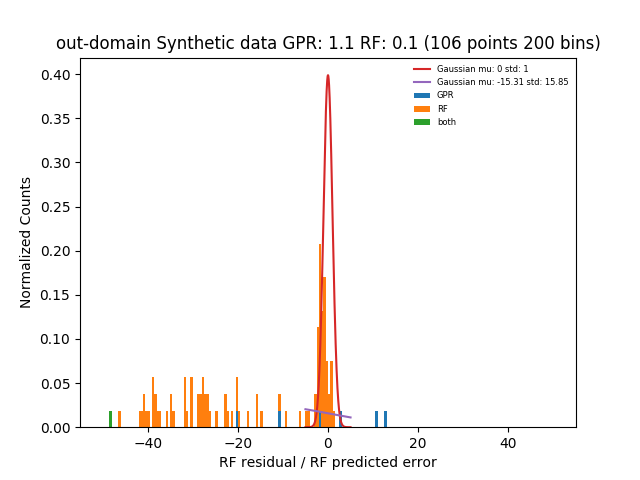 out-domain Synthetic data GPR: 1.1 RF: 0.1 (106 points 200 bins)
Gaussian mu: 0 std: 1
Gaussian mu: -15.31 std: 15.85
GPR
RF
both
Normalized Counts
0.40
0.35
0.30
0.25
0.20
0.15
0.10
0.05
0.00
−40 −20 0 20 40
RF residual / RF predicted error